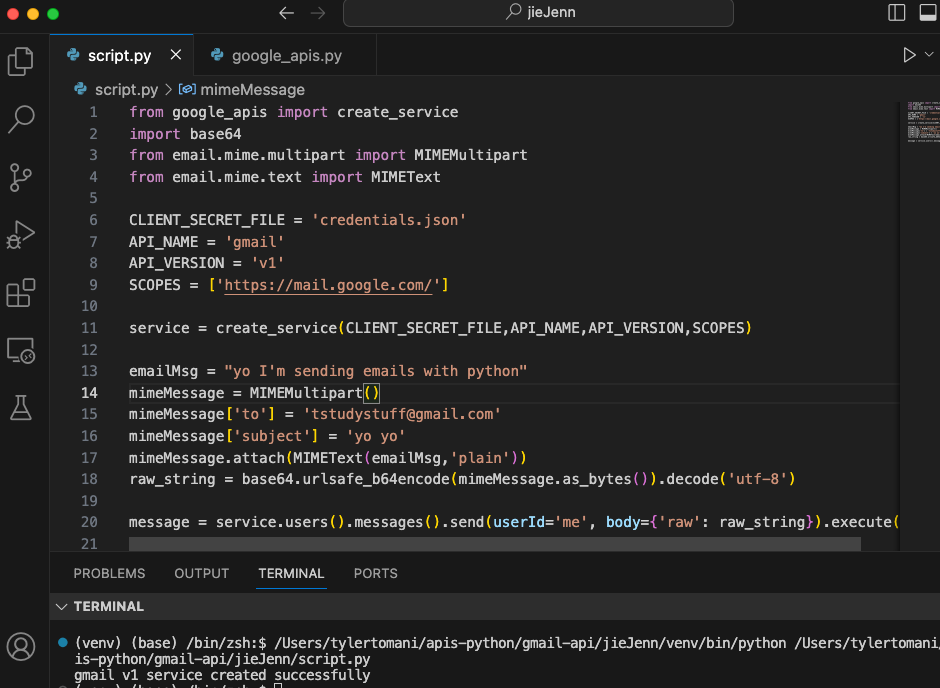 jieJenn
script.py
google_apis.py
script.py > mimeMessage
1 from google_apis import create_service
2 import base64
3 from email.mime.multipart import MIMEMultipart
4 from email.mime.text import MIMEText
5
6 CLIENT_SECRET_FILE = 'credentials.json'
7 API_NAME = 'gmail'
8 API_VERSION = 'v1'
9 SCOPES = ['https://mail.google.com/']
10
11 service = create_service(CLIENT_SECRET_FILE,API_NAME,API_VERSION,SCOPES)
12
13 emailMsg = "yo I'm sending emails with python"
14 mimeMessage = MIMEMultipart()
15 mimeMessage['to'] = 'tstudystuff@gmail.com'
16 mimeMessage['subject'] = 'yo yo'
17 mimeMessage.attach(MIMEText(emailMsg,'plain'))
18 raw_string = base64.urlsafe_b64encode(mimeMessage.as_bytes()).decode('utf-8')
19
20 message = service.users().messages().send(userId='me', body={'raw': raw_string}).execute(
21
PROBLEMS OUTPUT TERMINAL PORTS
TERMINAL
(venv) (base) /bin/zsh:$ /Users/tylertomani/apis-python/gmail-api/jieJenn/venv/bin/python /Users/tylertomani/
is-python/gmail-api/jieJenn/script.py
gmail v1 service created successfully